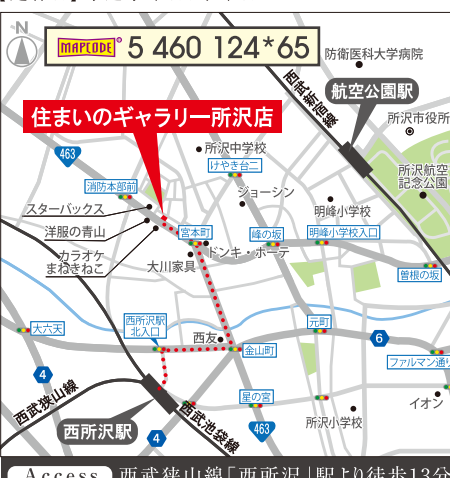 N
MAPCODE® 5 460 124*65
防衛医科大学病院
西武新宿線
航空公園駅
住まいのギャラリー所沢店
所沢市役所
463
所沢中学校
けやき台二
所沢航空
記念公園
消防本部前
ジョーシン
スターバックス
明峰小学校
洋服の青山
宮本町
峰の坂
明峰小学校入口
カラオケ
まねきねこ
ドンキ・ホーテ
大川家具
曽根の坂
西所沢駅
北入口
大六天
西友
元町
6
金山町
ファルマン通り
4
西武狭山線
星の宮
イオン
西所沢駅
4
西武池袋線
463
所沢小学校
Access 西武狭山線「西所沢」駅より徒歩13分